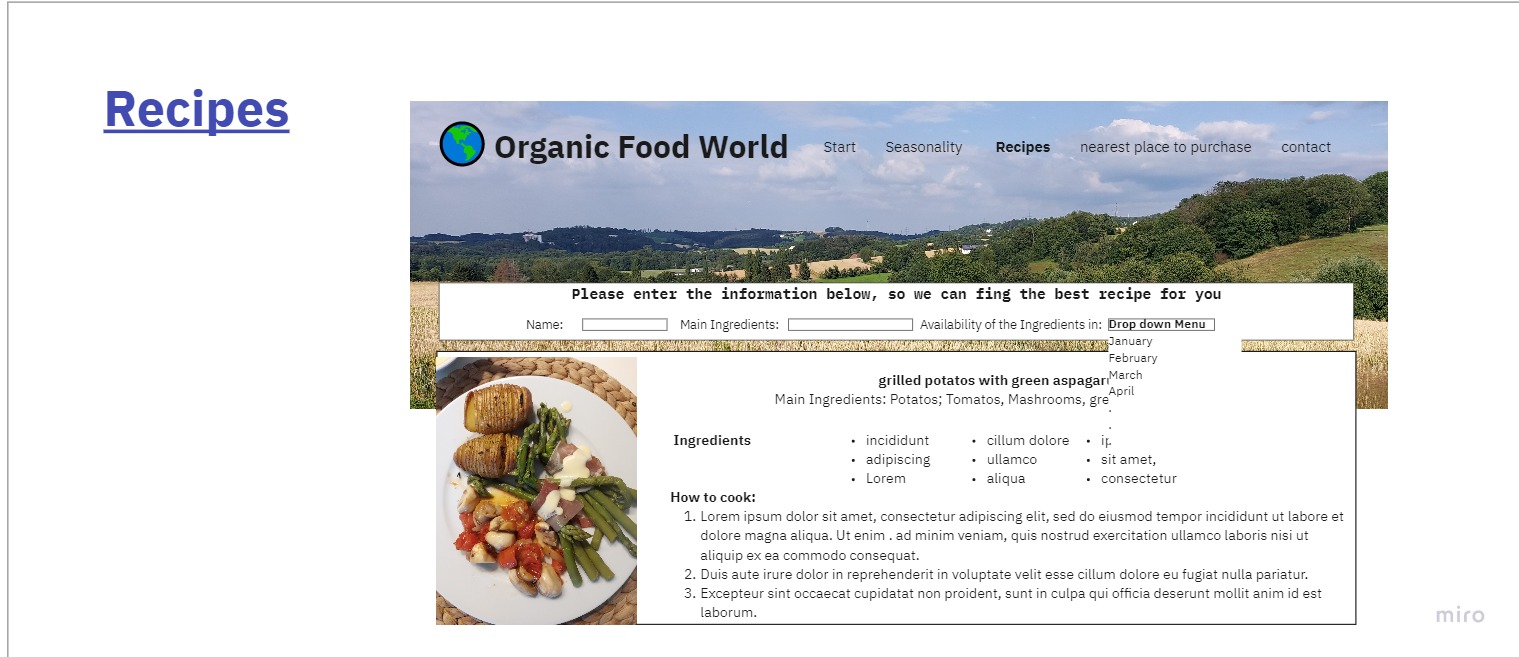 Recipes
Organic Food World Start Seasonality Recipes nearest place to purchase contact
Please enter the information below, so we can fing the best recipe for you
Name: Main Ingredients: Availability of the Ingredients in: Drop down Menu
January
February
March
April
.
.
grilled potatos with green aspagar
Main Ingredients: Potatos; Tomatos, Mashrooms, gre
Ingredients
• incididunt • cillum dolore • ip
• adipiscing • ullamco • sit amet,
• Lorem • aliqua • consectetur
How to cook:
1. Lorem ipsum dolor sit amet, consectetur adipiscing elit, sed do eiusmod tempor incididunt ut labore et
dolore magna aliqua. Ut enim . ad minim veniam, quis nostrud exercitation ullamco laboris nisi ut
aliquip ex ea commodo consequat.
2. Duis aute irure dolor in reprehenderit in voluptate velit esse cillum dolore eu fugiat nulla pariatur.
3. Excepteur sint occaecat cupidatat non proident, sunt in culpa qui officia deserunt mollit anim id est
laborum.
miro